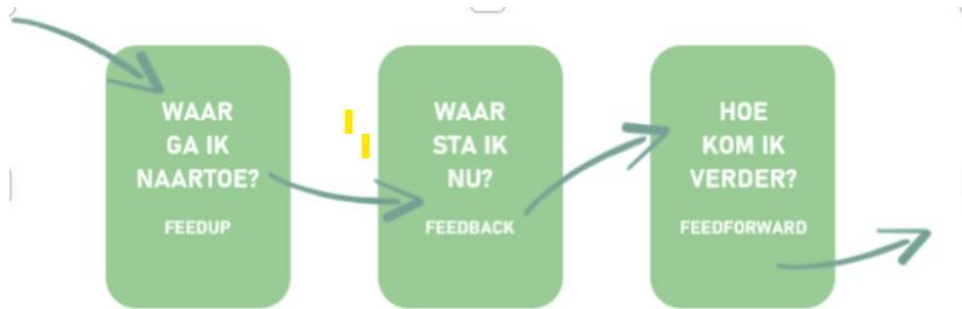 WAAR
GA IK
NAARTOE?
FEEDUP
WAAR
STA IK
NU?
FEEDBACK
HOE
KOM IK
VERDER?
FEEDFORWARD